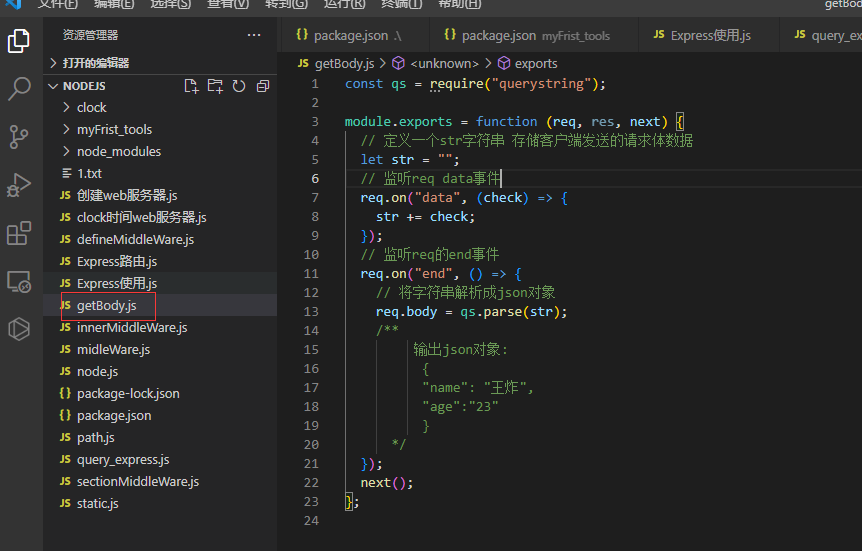 文件(F) 编辑(E) 选择(S) 查看(V) 转到(G) 运行(R) 终端(T) 帮助(H) getBod
资源管理器 ...
打开的编辑器
NODEJS
clock
myFrist_tools
node_modules
1.txt
JS 创建web服务器.js
JS clock时间web服务器.js
JS defineMiddleWare.js
JS Express路由.js
JS Express使用.js
JS getBody.js
JS innerMiddleWare.js
JS midleWare.js
JS node.js
{} package-lock.json
{} package.json
JS path.js
JS query_express.js
JS sectionMiddleWare.js
JS static.js
{} package.json .\ {} package.json myFrist_tools JS Express使用.js JS query_ex
JS getBody.js > <unknown> > exports
1 const qs = require("querystring");
2
3 module.exports = function (req, res, next) {
4 // 定义一个str字符串 存储客户端发送的请求体数据
5 let str = "";
6 // 监听req data事件
7 req.on("data", (check) => {
8 str += check;
9 });
10 // 监听req的end事件
11 req.on("end", () => {
12 // 将字符串解析成json对象
13 req.body = qs.parse(str);
14 /**
15 输出json对象:
16 {
17 "name": "王炸",
18 "age":"23"
19 }
20 */
21 });
22 next();
23 };
24